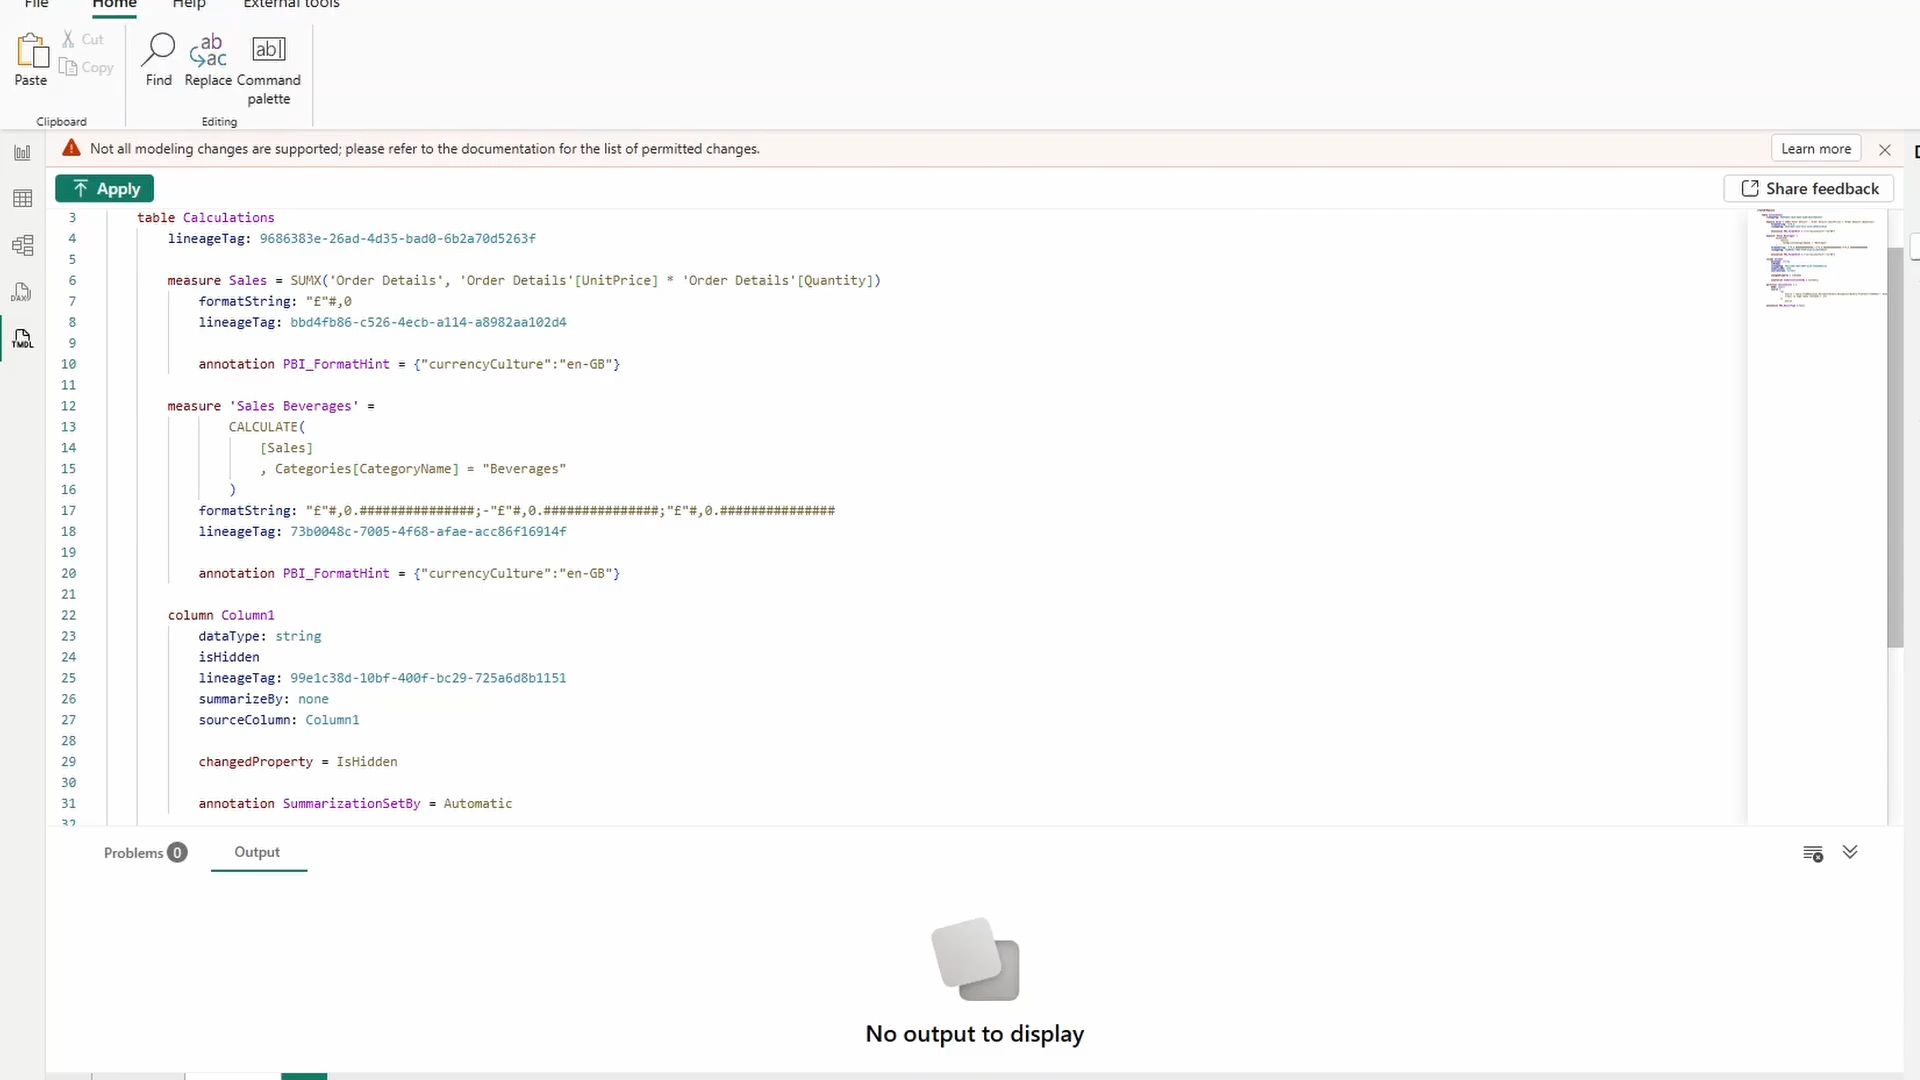 File Home Help External tools
Paste Cut Copy Find Replace Command palette
Clipboard Editing
Not all modeling changes are supported; please refer to the documentation for the list of permitted changes. Learn more
Apply Share feedback
3 table Calculations
4 lineageTag: 9686383e-26ad-4d35-bad0-6b2a70d5263f
5
6 measure Sales = SUMX('Order Details', 'Order Details'[UnitPrice] * 'Order Details'[Quantity])
7 formatString: "£"#,0
8 lineageTag: bbd4fb86-c526-4ecb-a114-a8982aa102d4
9
10 annotation PBI_FormatHint = {"currencyCulture":"en-GB"}
11
12 measure 'Sales Beverages' =
13 CALCULATE(
14 [Sales]
15 , Categories[CategoryName] = "Beverages"
16 )
17 formatString: "£"#,0.###############;-"£"#,0.###############;"£"#,0.###############
18 lineageTag: 73b0048c-7005-4f68-afae-acc86f16914f
19
20 annotation PBI_FormatHint = {"currencyCulture":"en-GB"}
21
22 column Column1
23 dataType: string
24 isHidden
25 lineageTag: 99e1c38d-10bf-400f-bc29-725a6d8b1151
26 summarizeBy: none
27 sourceColumn: Column1
28
29 changedProperty = IsHidden
30
31 annotation SummarizationSetBy = Automatic
32
DAX
TMDL
Problems 0 Output
No output to display